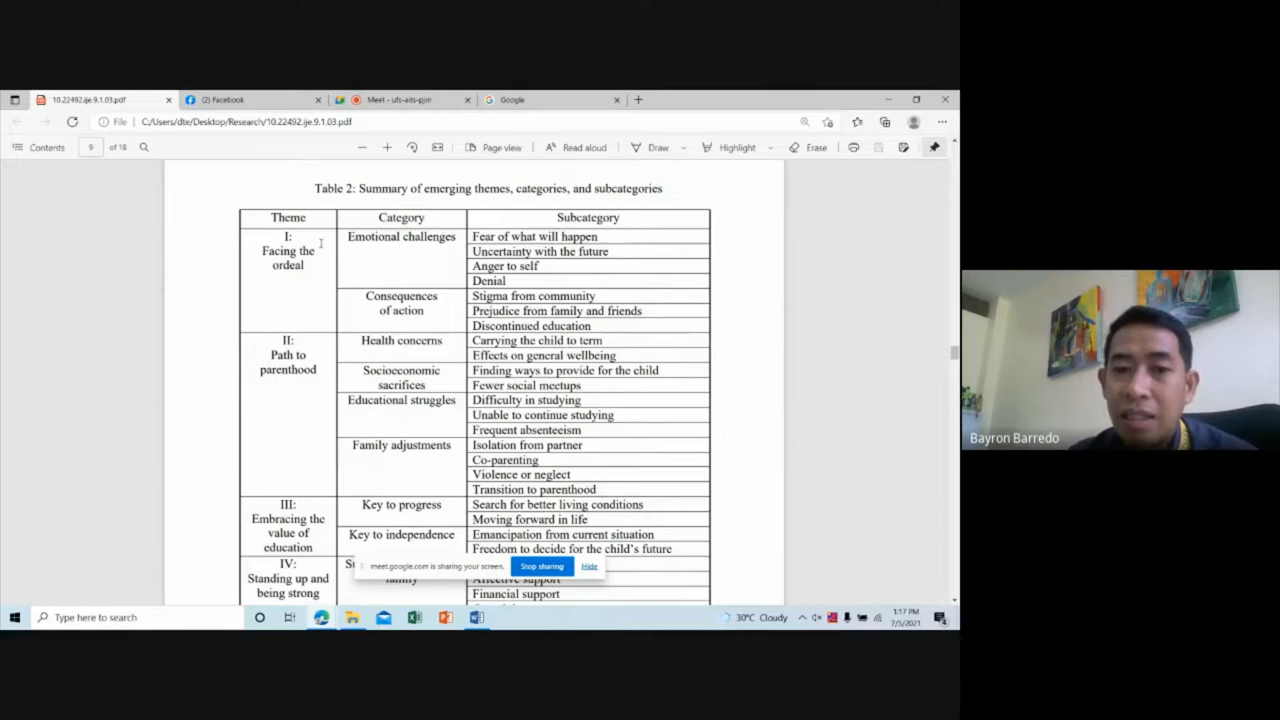 10.22492.ije.9.1.03.pdf
(2) Facebook
Meet - ufs-aits-pjm
Google
File
C:/Users/dte/Desktop/Research/10.22492.ije.9.1.03.pdf
Contents
9
of 18
Page view
Read aloud
Draw
Highlight
Erase
Table 2: Summary of emerging themes, categories, and subcategories
Theme
Category
Subcategory
I:
Facing the
ordeal
Emotional challenges
Fear of what will happen
Uncertainty with the future
Anger to self
Denial
Consequences
of action
Stigma from community
Prejudice from family and friends
Discontinued education
II:
Path to
parenthood
Health concerns
Carrying the child to term
Effects on general wellbeing
Socioeconomic
sacrifices
Finding ways to provide for the child
Fewer social meetups
Educational struggles
Difficulty in studying
Unable to continue studying
Frequent absenteeism
Family adjustments
Isolation from partner
Co-parenting
Violence or neglect
Transition to parenthood
III:
Embracing the
value of
education
Key to progress
Search for better living conditions
Moving forward in life
Key to independence
Emancipation from current situation
Freedom to decide for the child's future
IV:
Standing up and
being strong
family
Affective support
Financial support
meet.google.com is sharing your screen.
Stop sharing
Hide
Bayron Barredo
Type here to search
30°C Cloudy
1:17 PM
7/5/2021